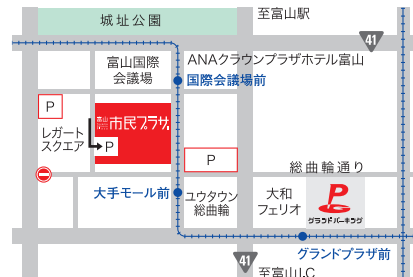 城址公園
至富山駅
41
ANAクラウンプラザホテル富山
富山国際
会議場
国際会議場前
P
富山
市民プラザ
P
レガート
スクエア
P
総曲輪通り
大手モール前
ユウタウン
総曲輪
大和
フェリオ
P
グランドパーキング
グランドプラザ前
41
至富山I.C